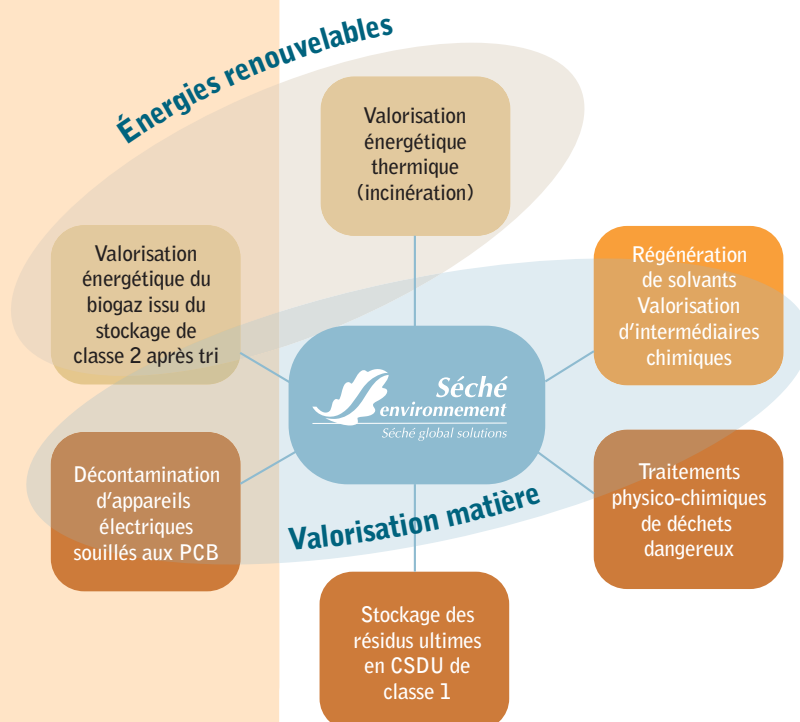 Énergies renouvelables
Valorisation
énergétique
thermique
(incinération)
Valorisation
énergétique du
biogaz issu du
stockage de
classe 2 après tri
Régénération
de solvants
Valorisation
d'intermédiaires
chimiques
Séché
environnement
Séché global solutions
Décontamination
d'appareils
électriques
souillés aux PCB
Valorisation matière
Traitements
physico-chimiques
de déchets
dangereux
Stockage des
résidus ultimes
en CSDU de
classe 1